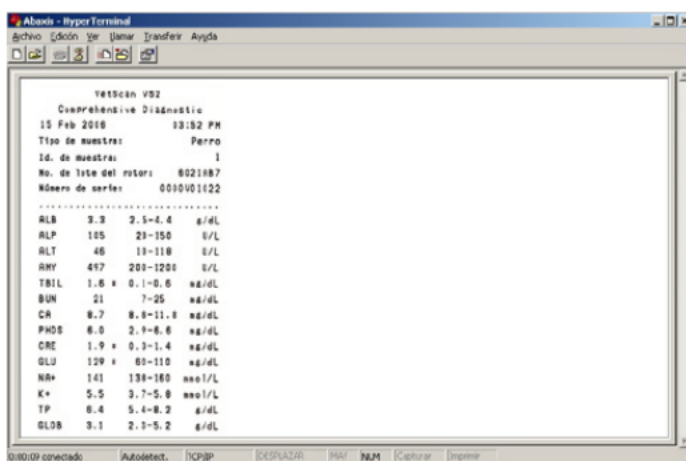 Abaxis - HyperTerminal
Archivo Edición Ver Llamar Transferir Ayuda
VetScan VS2
Comprehensive Diagnostic
15 Feb 2006 03:52 PM
Tipo de muestra: Perro
Id. de muestra: 1
No. de lote del rotor: 6021AB7
Número de serie: 0000V01022
ALB 3.3 2.5-4.4 g/dL
ALP 105 20-150 U/L
ALT 46 10-118 U/L
AMY 497 200-1200 U/L
TBIL 1.6 * 0.1-0.6 mg/dL
BUN 21 7-25 mg/dL
CA 8.7 8.6-11.8 mg/dL
PHOS 6.0 2.9-6.6 mg/dL
CRE 1.9 * 0.3-1.4 mg/dL
GLU 129 * 60-110 mg/dL
NA+ 141 138-160 mmol/L
K+ 5.5 3.7-5.8 mmol/L
TP 6.4 5.4-8.2 g/dL
GLOB 3.1 2.3-5.2 g/dL
0:00:09 conectado Autodetect. TCP/IP DESPLAZAR MAY NUM Capturar Imprimir